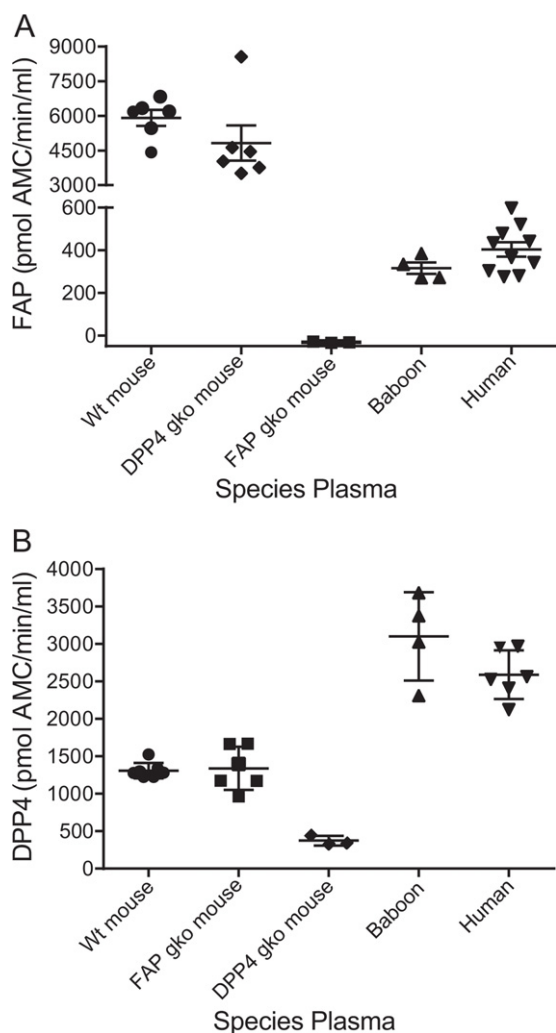 A
FAP (pmol AMC/min/ml)
9000
7500
6000
4500
3000
600
400
200
0
Wt mouse
DPP4 gko mouse
FAP gko mouse
Baboon
Human
Species Plasma
B
DPP4 (pmol AMC/min/ml)
4000
3500
3000
2500
2000
1500
1000
500
0
Wt mouse
FAP gko mouse
DPP4 gko mouse
Baboon
Human
Species Plasma